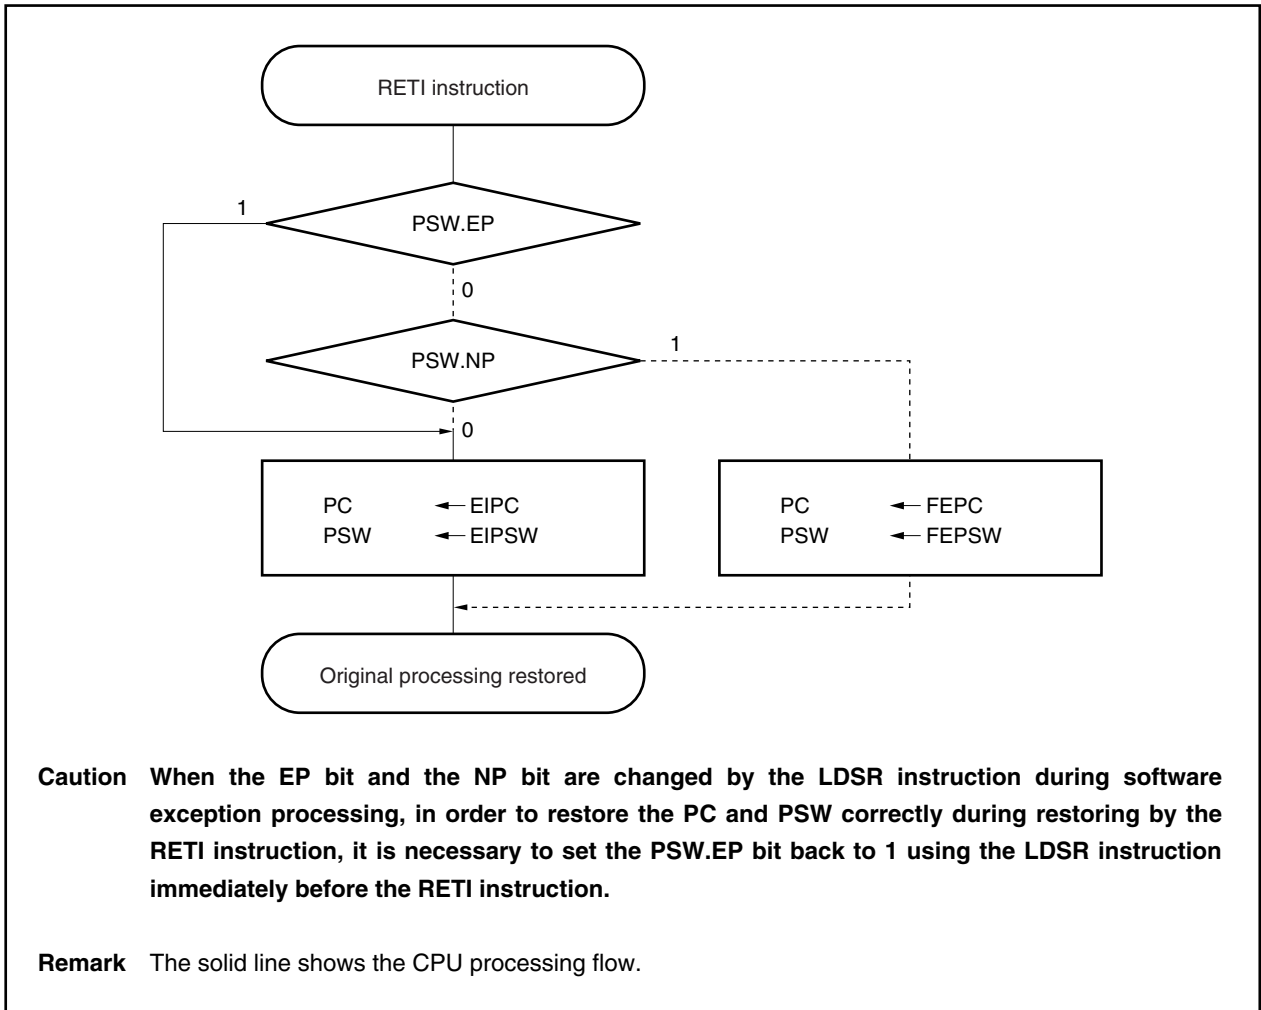 RETI instruction
1
PSW.EP
0
PSW.NP
1
0
PC ← EIPC
PSW ← EIPSW
PC ← FEPC
PSW ← FEPSW
Original processing restored
Caution When the EP bit and the NP bit are changed by the LDSR instruction during software
exception processing, in order to restore the PC and PSW correctly during restoring by the
RETI instruction, it is necessary to set the PSW.EP bit back to 1 using the LDSR instruction
immediately before the RETI instruction.
Remark The solid line shows the CPU processing flow.